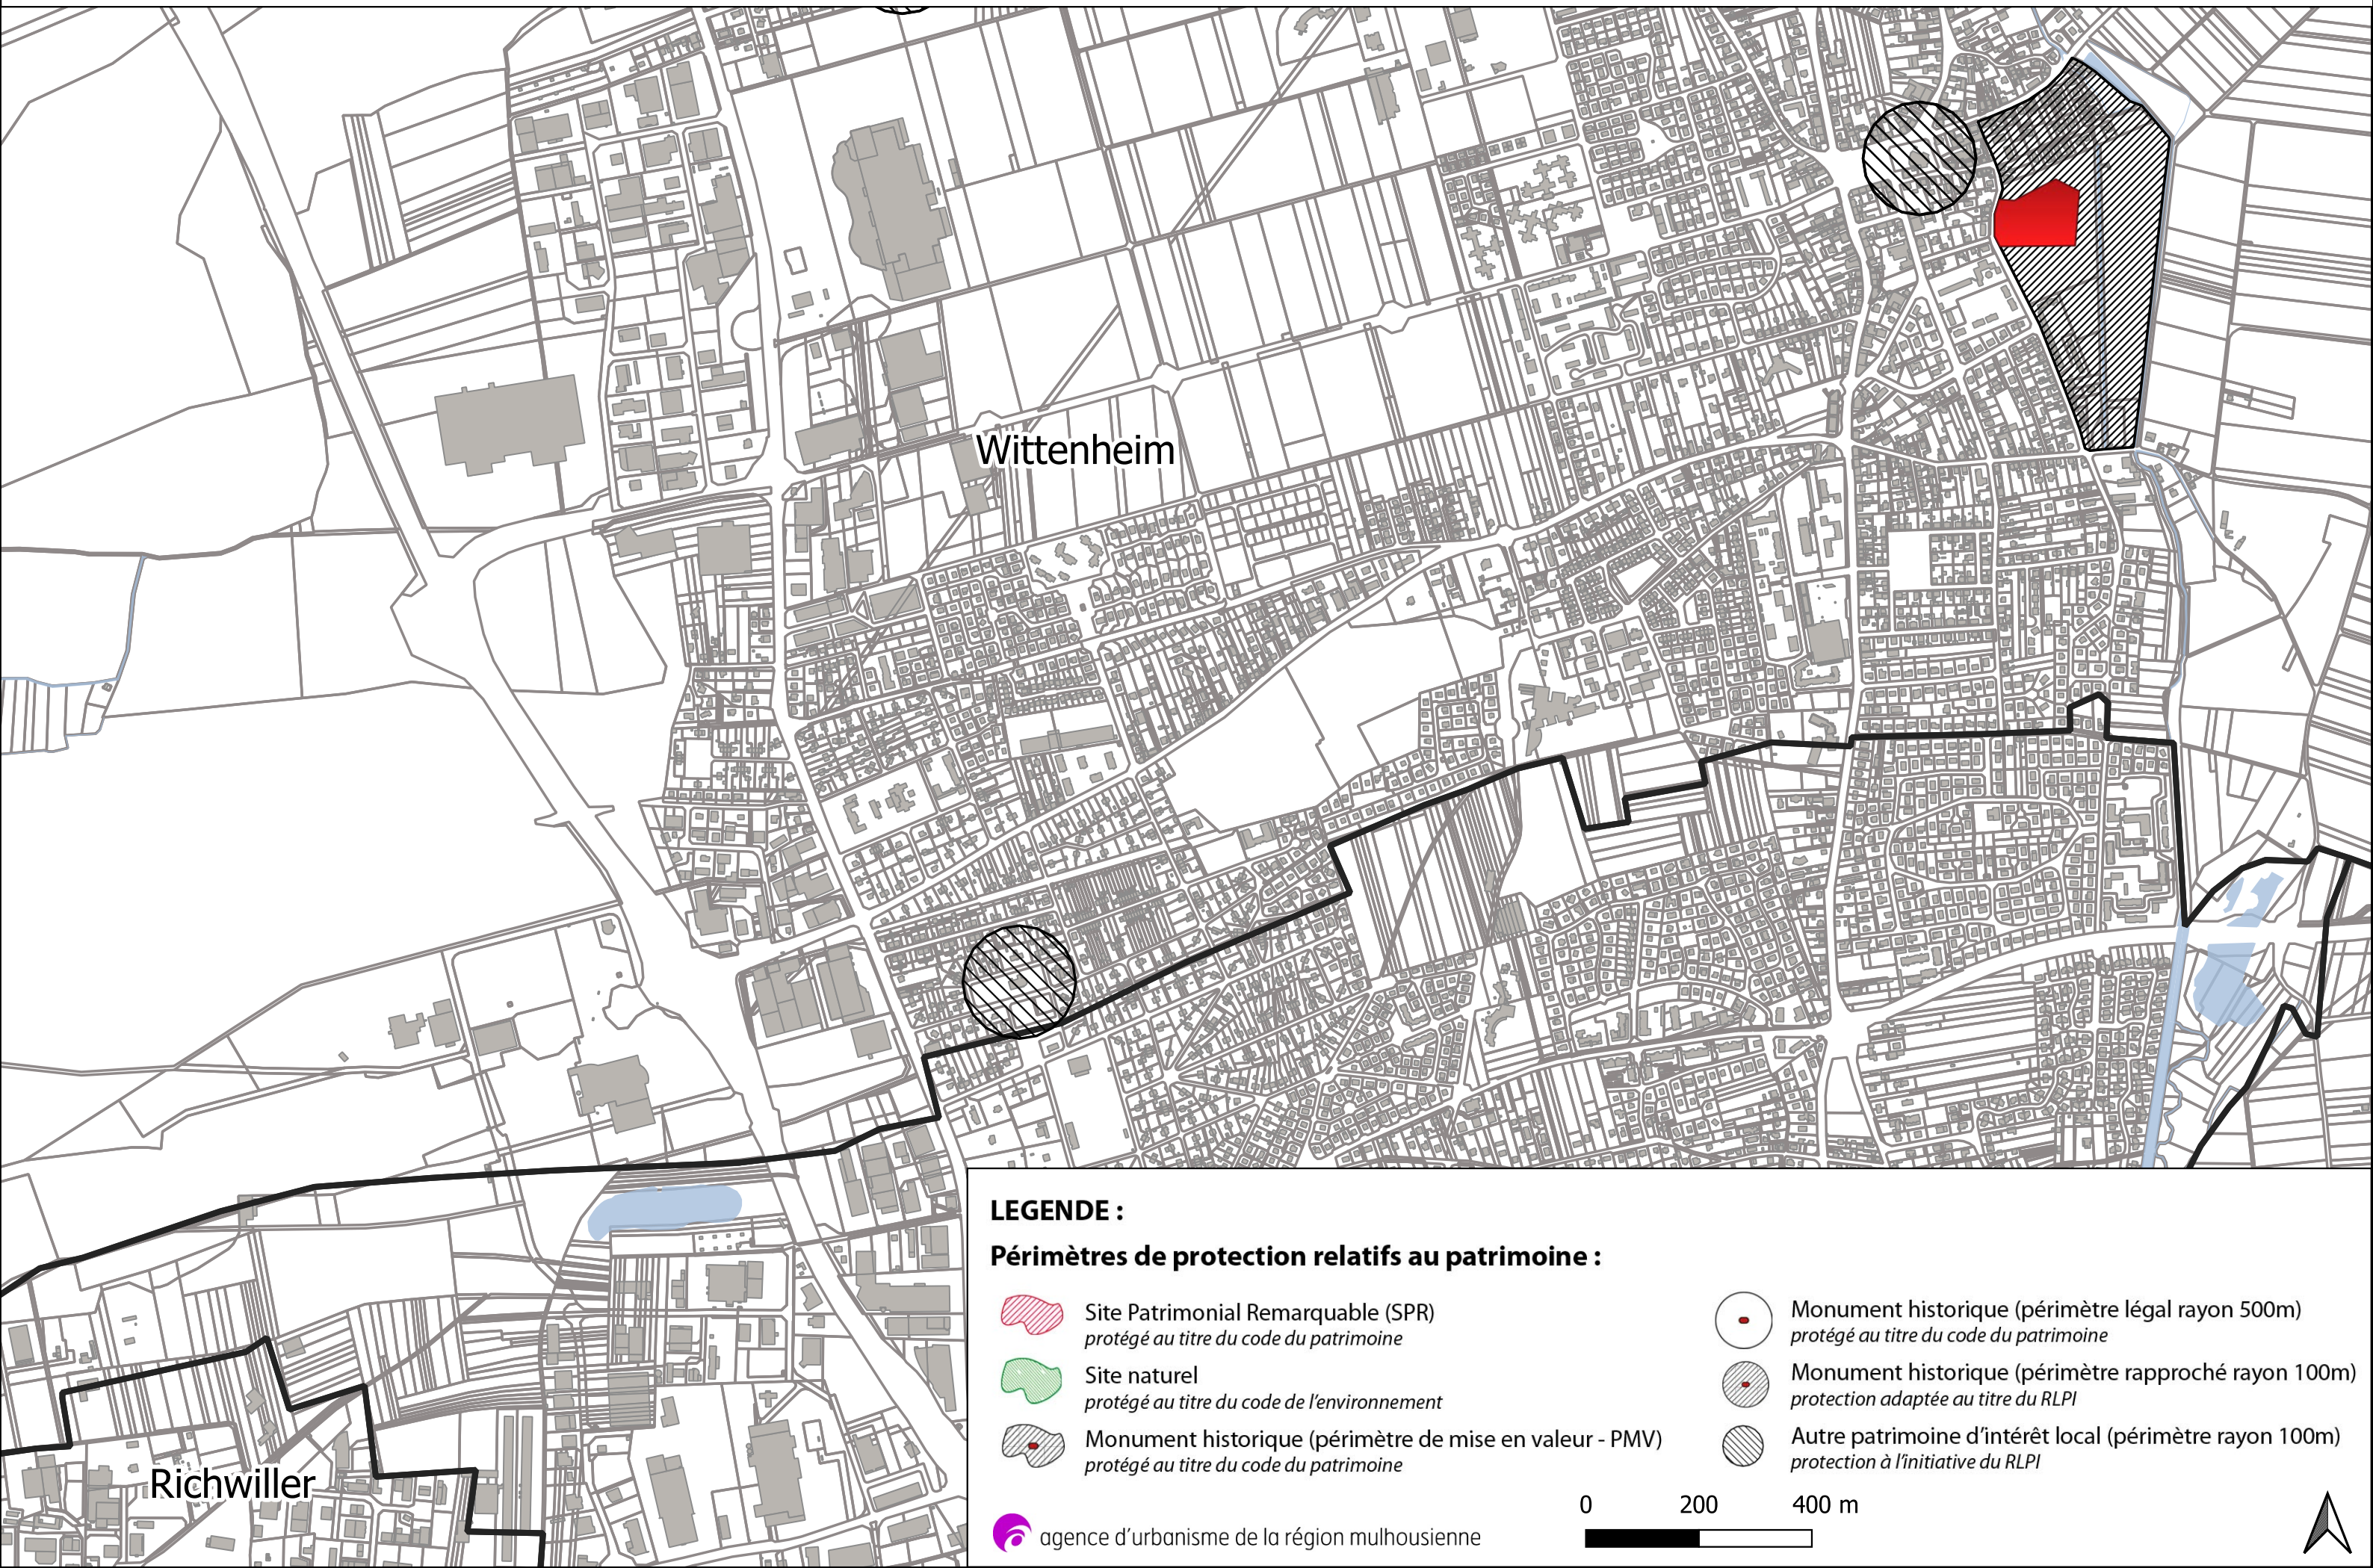 Wittenheim
Richwiller
LEGENDE :
Périmètres de protection relatifs au patrimoine :
Site Patrimonial Remarquable (SPR)
protégé au titre du code du patrimoine
Site naturel
protégé au titre du code de l'environnement
Monument historique (périmètre de mise en valeur - PMV)
protégé au titre du code du patrimoine
Monument historique (périmètre légal rayon 500m)
protégé au titre du code du patrimoine
Monument historique (périmètre rapproché rayon 100m)
protection adaptée au titre du RLPI
Autre patrimoine d'intérêt local (périmètre rayon 100m)
protection à l'initiative du RLPI
0 200 400 m
agence d'urbanisme de la région mulhousienne